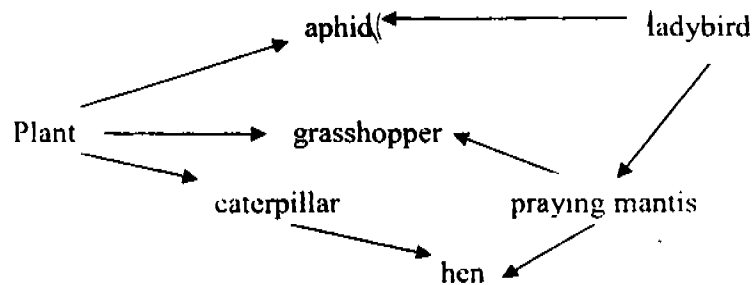 aphid ladybird
Plant grasshopper
caterpillar praying mantis
hen